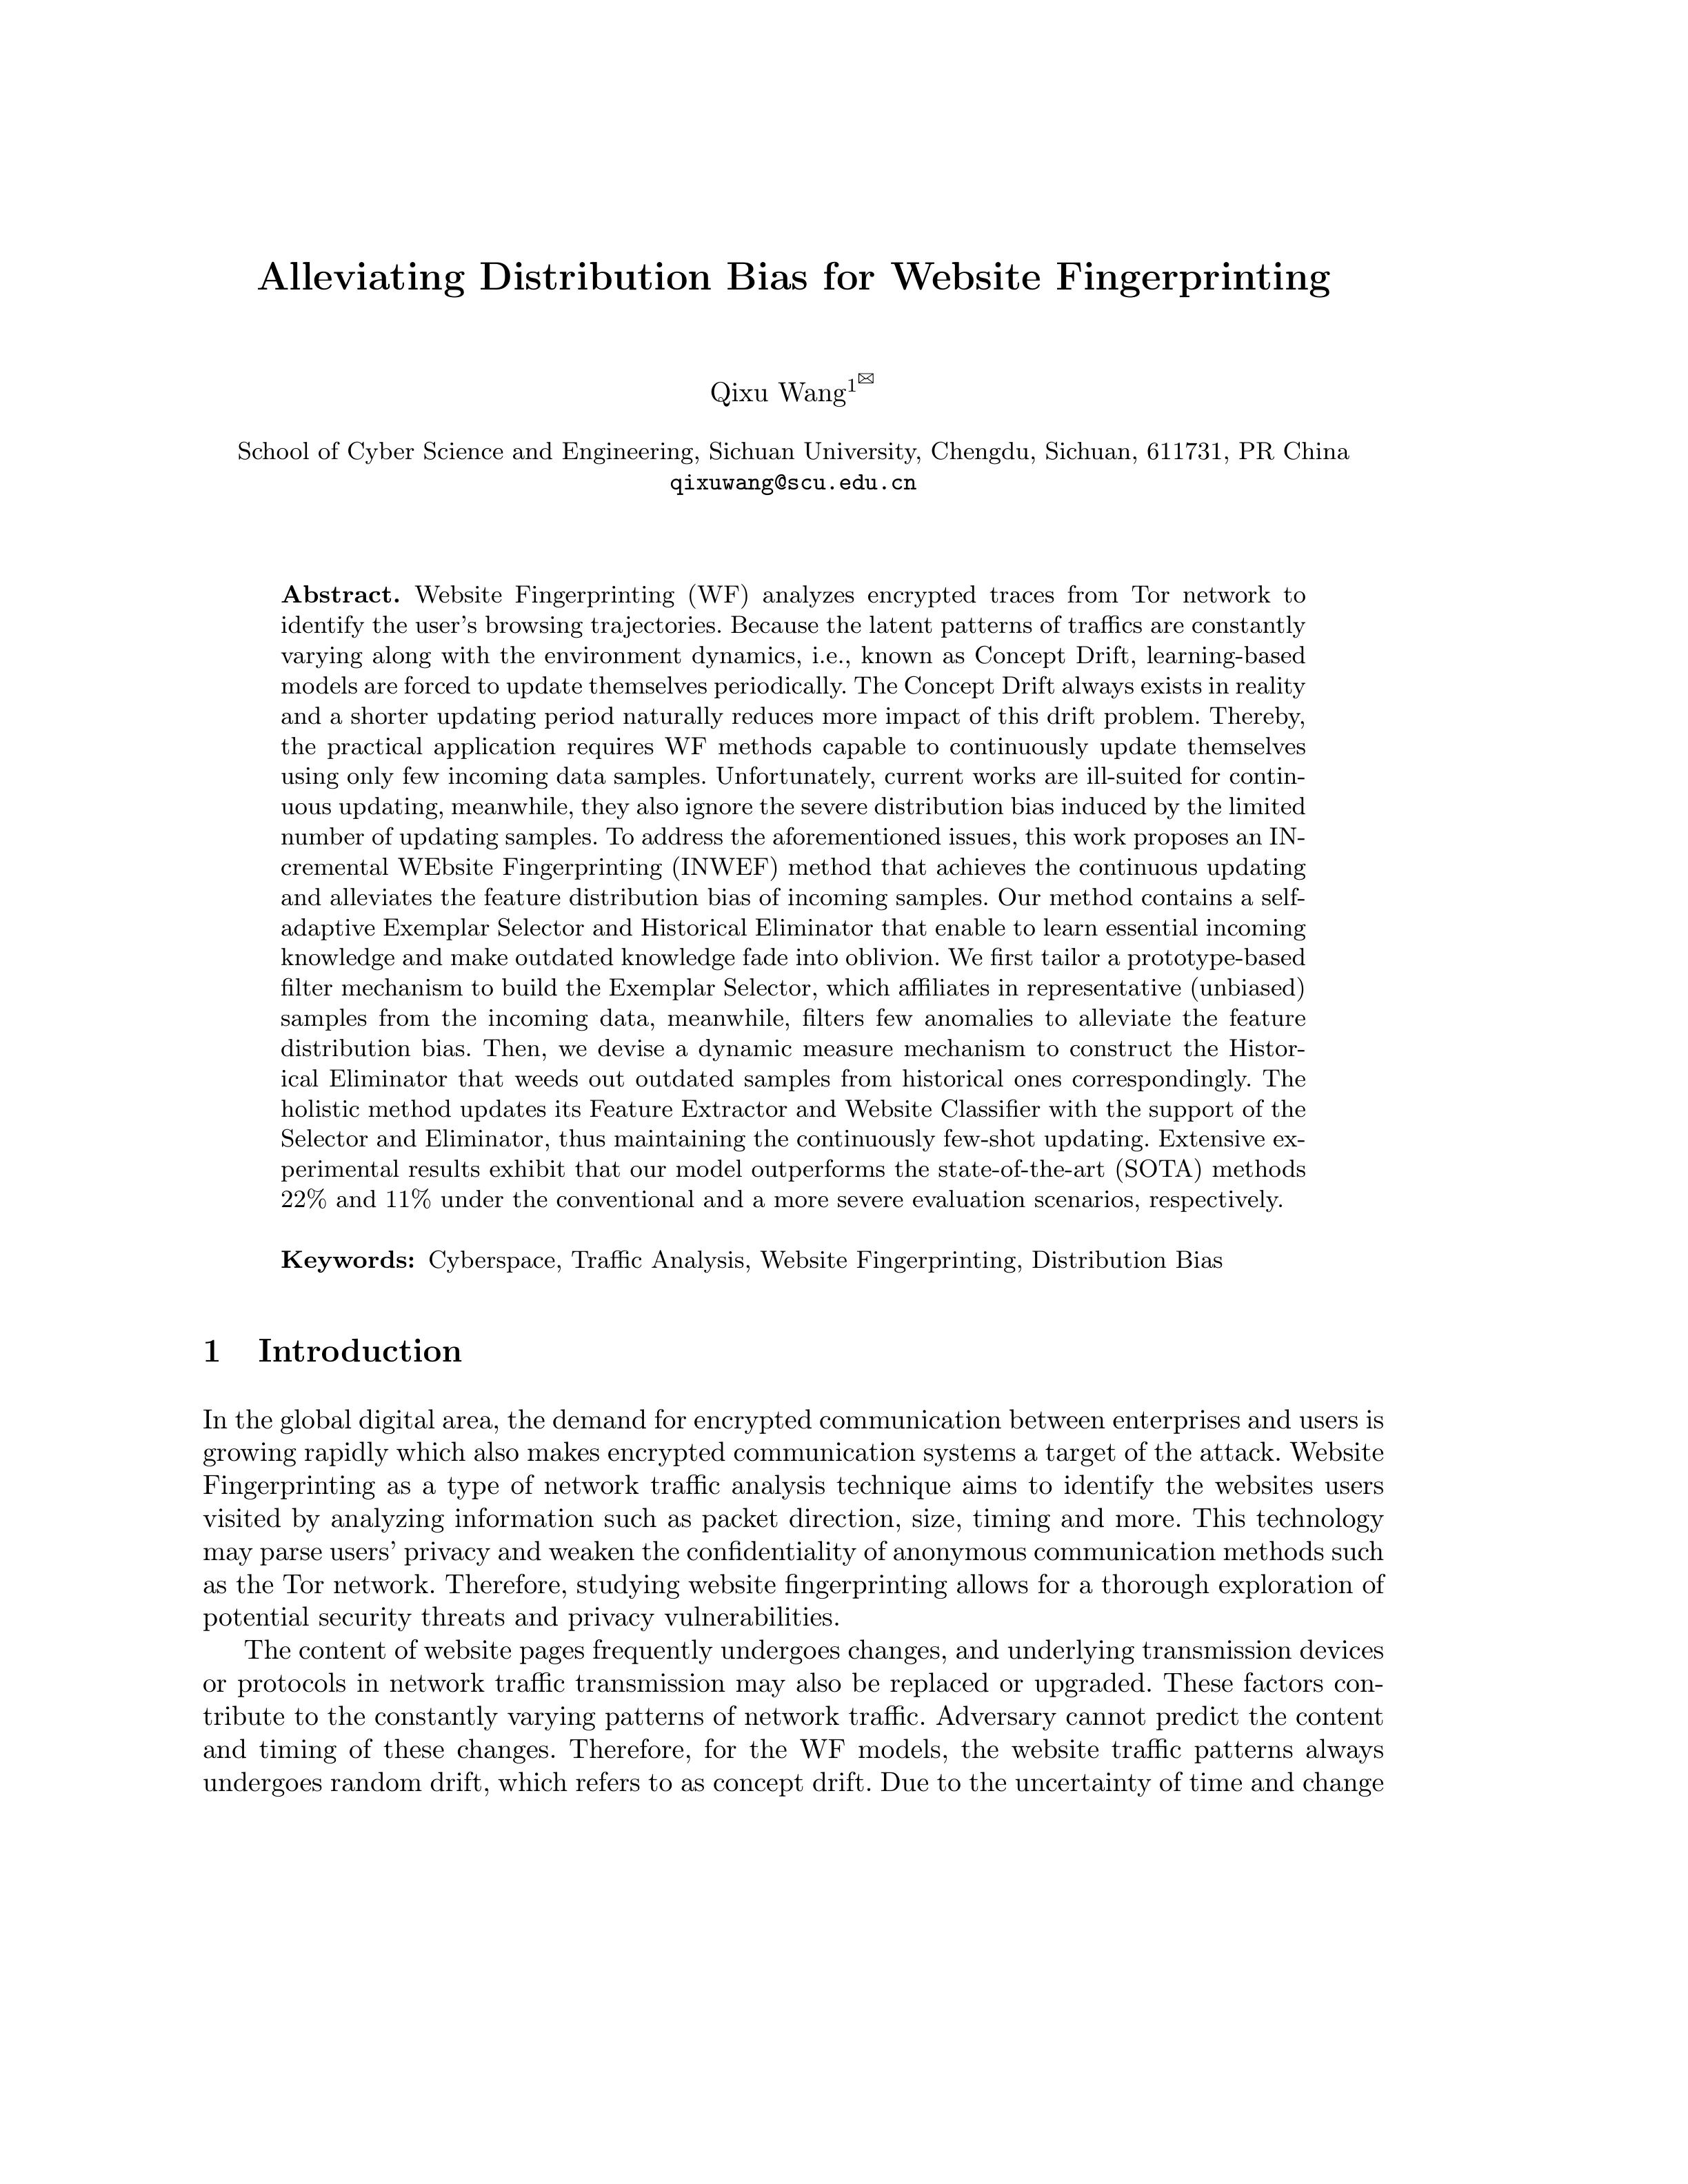 Alleviating Distribution Bias for Website Fingerprinting
Qixu Wang1✉
School of Cyber Science and Engineering, Sichuan University, Chengdu, Sichuan, 611731, PR China
qixuwang@scu.edu.cn
Abstract. Website Fingerprinting (WF) analyzes encrypted traces from Tor network to
identify the user's browsing trajectories. Because the latent patterns of traffics are constantly
varying along with the environment dynamics, i.e., known as Concept Drift, learning-based
models are forced to update themselves periodically. The Concept Drift always exists in reality
and a shorter updating period naturally reduces more impact of this drift problem. Thereby,
the practical application requires WF methods capable to continuously update themselves
using only few incoming data samples. Unfortunately, current works are ill-suited for contin-
uous updating, meanwhile, they also ignore the severe distribution bias induced by the limited
number of updating samples. To address the aforementioned issues, this work proposes an IN-
cremental WEbsite Fingerprinting (INWEF) method that achieves the continuous updating
and alleviates the feature distribution bias of incoming samples. Our method contains a self-
adaptive Exemplar Selector and Historical Eliminator that enable to learn essential incoming
knowledge and make outdated knowledge fade into oblivion. We first tailor a prototype-based
filter mechanism to build the Exemplar Selector, which affiliates in representative (unbiased)
samples from the incoming data, meanwhile, filters few anomalies to alleviate the feature
distribution bias. Then, we devise a dynamic measure mechanism to construct the Histor-
ical Eliminator that weeds out outdated samples from historical ones correspondingly. The
holistic method updates its Feature Extractor and Website Classifier with the support of the
Selector and Eliminator, thus maintaining the continuously few-shot updating. Extensive ex-
perimental results exhibit that our model outperforms the state-of-the-art (SOTA) methods
22% and 11% under the conventional and a more severe evaluation scenarios, respectively.
Keywords: Cyberspace, Traffic Analysis, Website Fingerprinting, Distribution Bias
1 Introduction
In the global digital area, the demand for encrypted communication between enterprises and users is
growing rapidly which also makes encrypted communication systems a target of the attack. Website
Fingerprinting as a type of network traffic analysis technique aims to identify the websites users
visited by analyzing information such as packet direction, size, timing and more. This technology
may parse users' privacy and weaken the confidentiality of anonymous communication methods such
as the Tor network. Therefore, studying website fingerprinting allows for a thorough exploration of
potential security threats and privacy vulnerabilities.
The content of website pages frequently undergoes changes, and underlying transmission devices
or protocols in network traffic transmission may also be replaced or upgraded. These factors con-
tribute to the constantly varying patterns of network traffic. Adversary cannot predict the content
and timing of these changes. Therefore, for the WF models, the website traffic patterns always
undergoes random drift, which refers to as concept drift. Due to the uncertainty of time and change